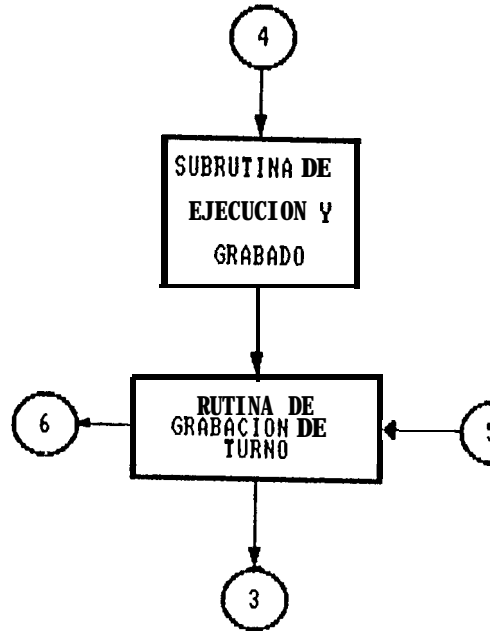 4
SUBRUTINA DE
EJECUCION Y
GRABADO
RUTINA DE
GRABACION DE
TURNO
6
3